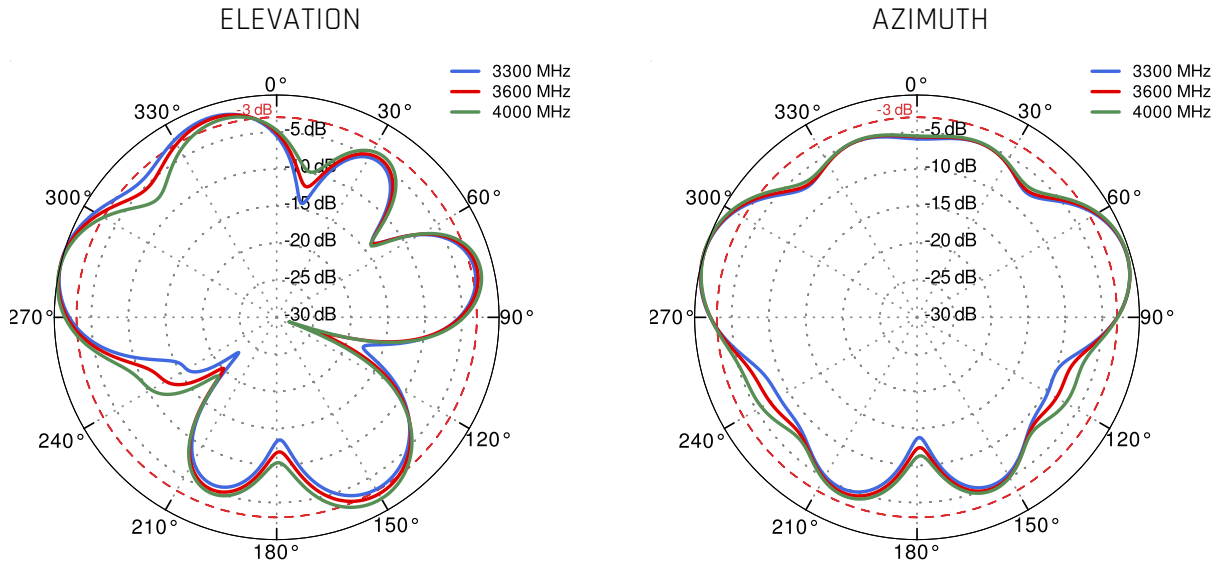 ELEVATION
3300 MHz
3600 MHz
4000 MHz
0°
30°
60°
90°
120°
150°
180°
210°
240°
270°
300°
330°
-3 dB
-5 dB
-10 dB
-15 dB
-20 dB
-25 dB
-30 dB
AZIMUTH
3300 MHz
3600 MHz
4000 MHz
0°
30°
60°
90°
120°
150°
180°
210°
240°
270°
300°
330°
-3 dB
-5 dB
-10 dB
-15 dB
-20 dB
-25 dB
-30 dB